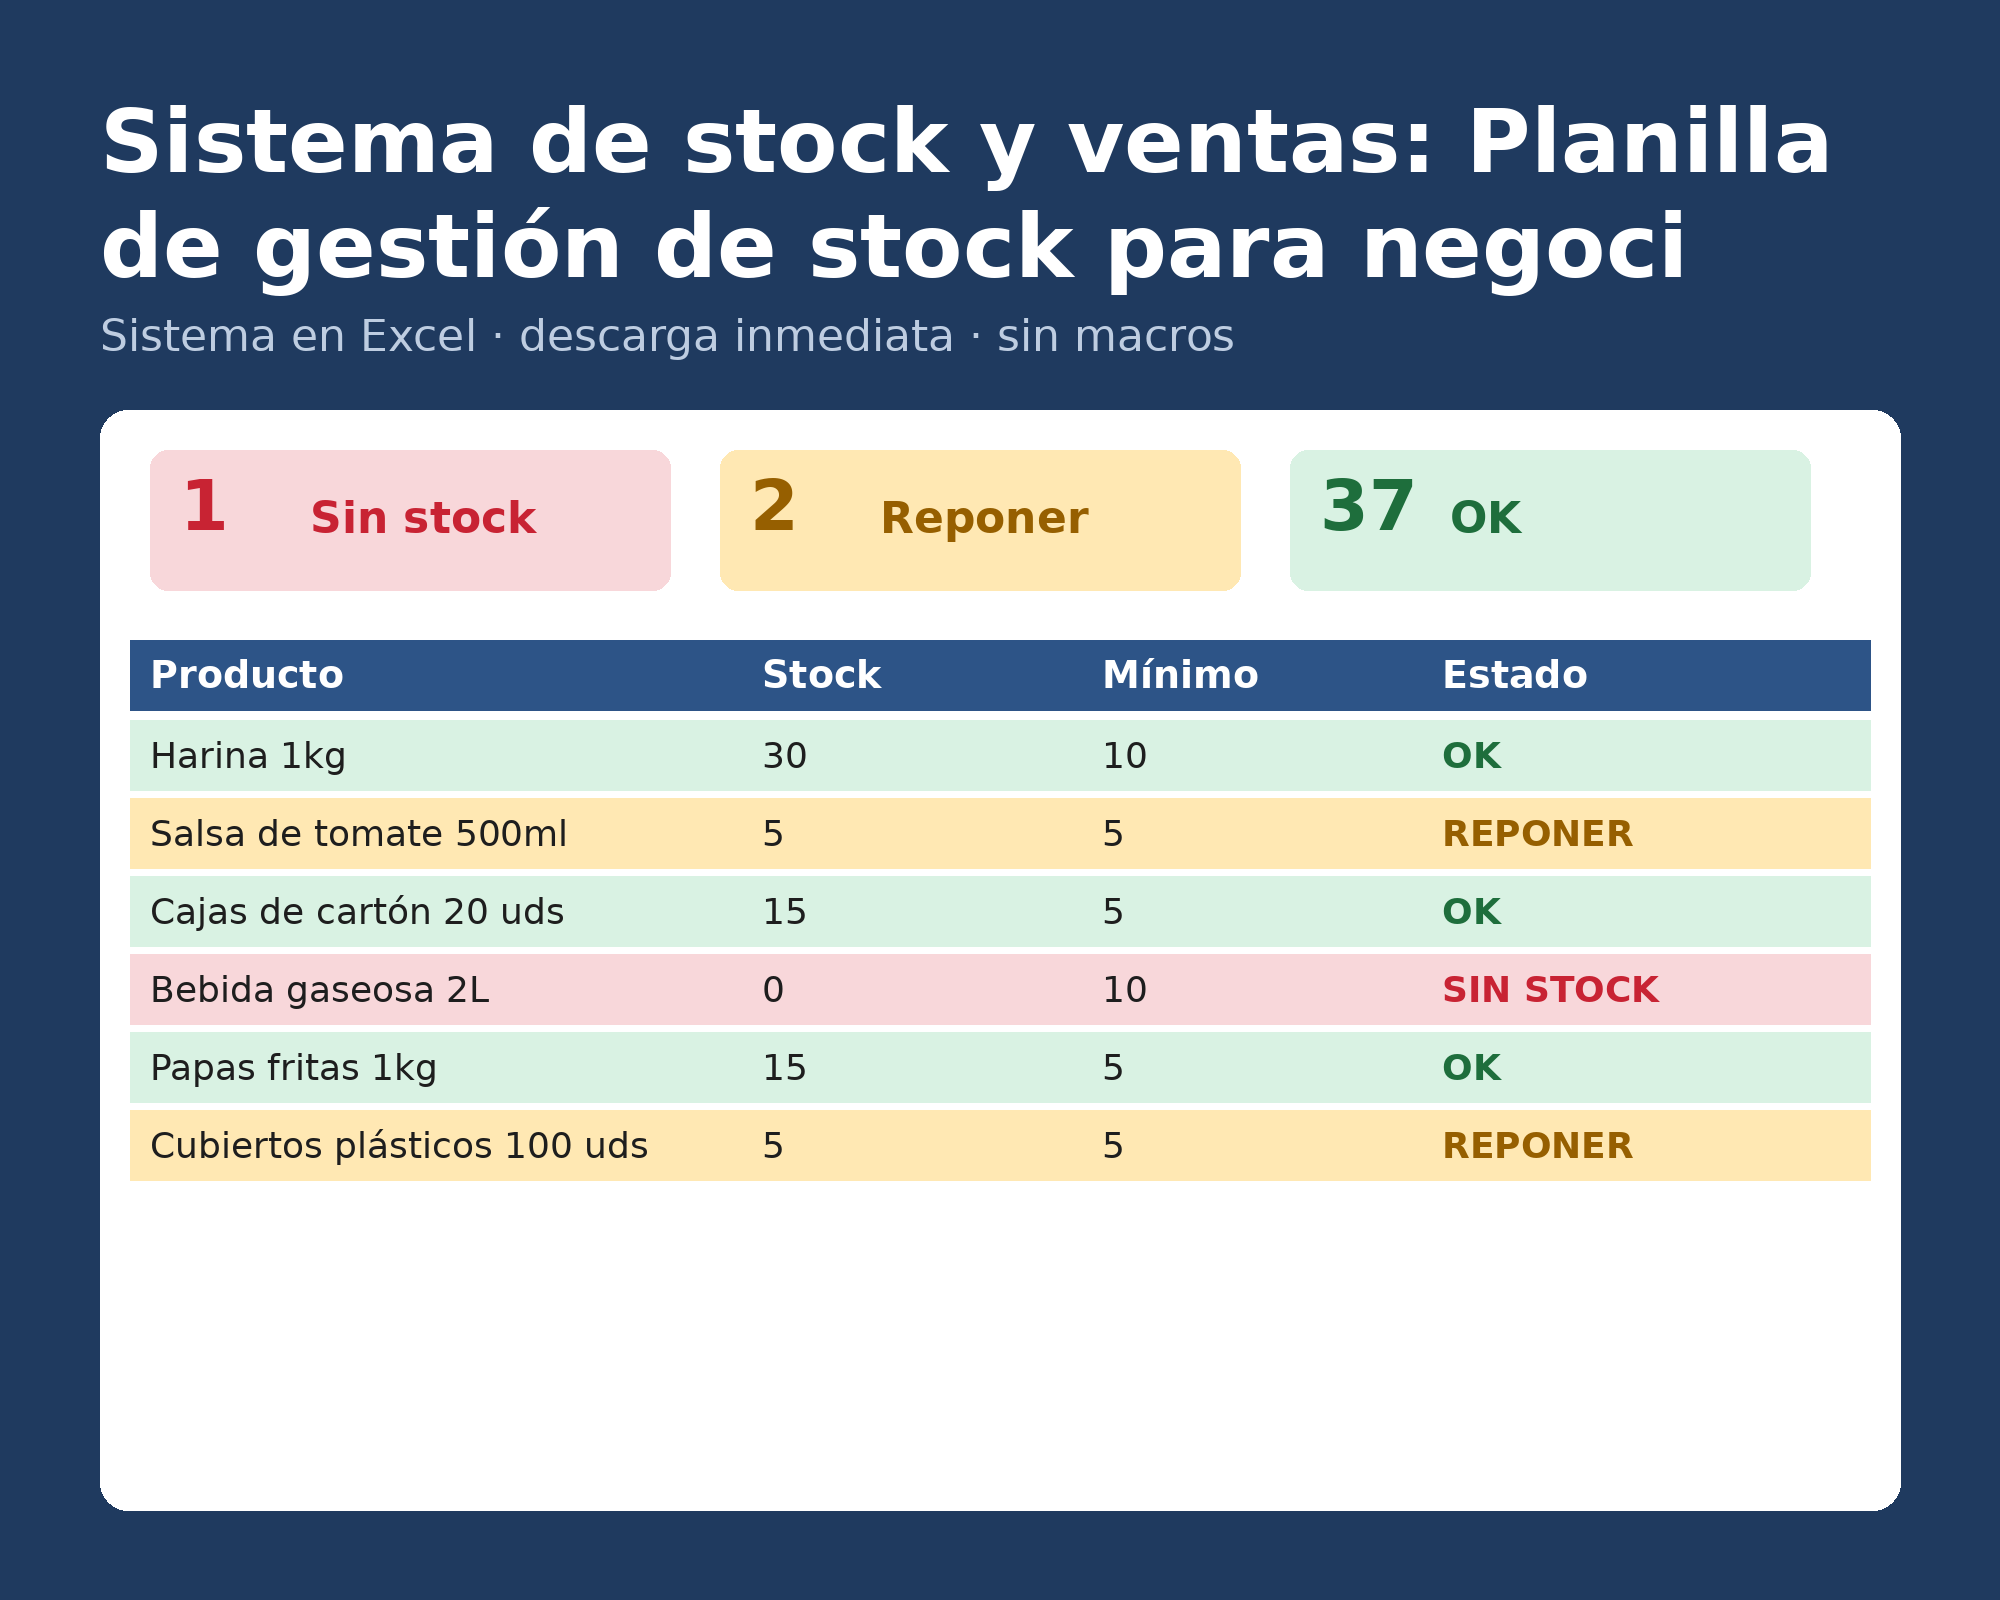 Sistema de stock y ventas: Planilla
de gestión de stock para negoci
Sistema en Excel · descarga inmediata · sin macros
1 Sin stock 2 Reponer 37 OK
Producto Stock Mínimo Estado
Harina 1kg 30 10 OK
Salsa de tomate 500ml 5 5 REPONER
Cajas de cartón 20 uds 15 5 OK
Bebida gaseosa 2L 0 10 SIN STOCK
Papas fritas 1kg 15 5 OK
Cubiertos plásticos 100 uds 5 5 REPONER